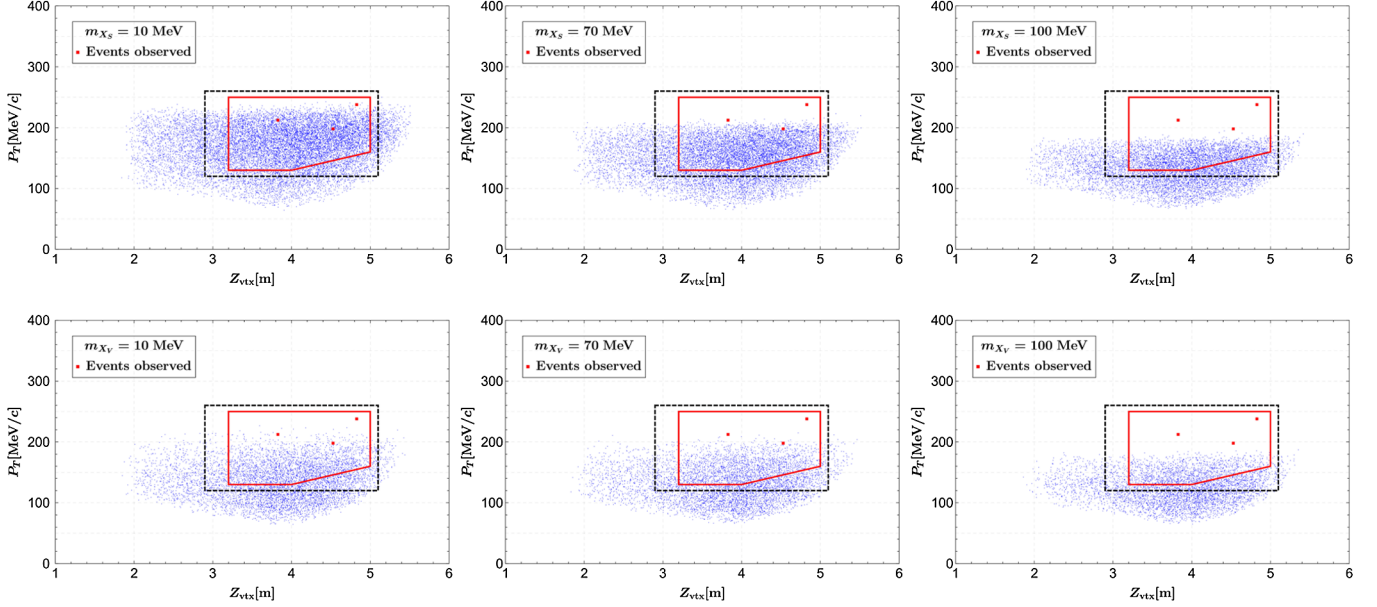 400
300
200
100
0
P_T[MeV/c]
m_{X_S} = 10 MeV
Events observed
1 2 3 4 5 6
Z_vtx[m]
400
300
200
100
0
P_T[MeV/c]
m_{X_S} = 70 MeV
Events observed
1 2 3 4 5 6
Z_vtx[m]
400
300
200
100
0
P_T[MeV/c]
m_{X_S} = 100 MeV
Events observed
1 2 3 4 5 6
Z_vtx[m]
400
300
200
100
0
P_T[MeV/c]
m_{X_V} = 10 MeV
Events observed
1 2 3 4 5 6
Z_vtx[m]
400
300
200
100
0
P_T[MeV/c]
m_{X_V} = 70 MeV
Events observed
1 2 3 4 5 6
Z_vtx[m]
400
300
200
100
0
P_T[MeV/c]
m_{X_V} = 100 MeV
Events observed
1 2 3 4 5 6
Z_vtx[m]